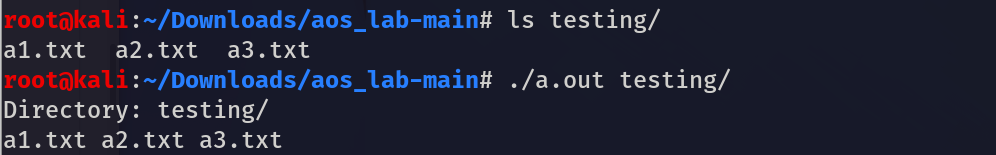 root@kali:~/Downloads/aos_lab-main# ls testing/
a1.txt  a2.txt  a3.txt
root@kali:~/Downloads/aos_lab-main# ./a.out testing/
Directory: testing/
a1.txt a2.txt a3.txt